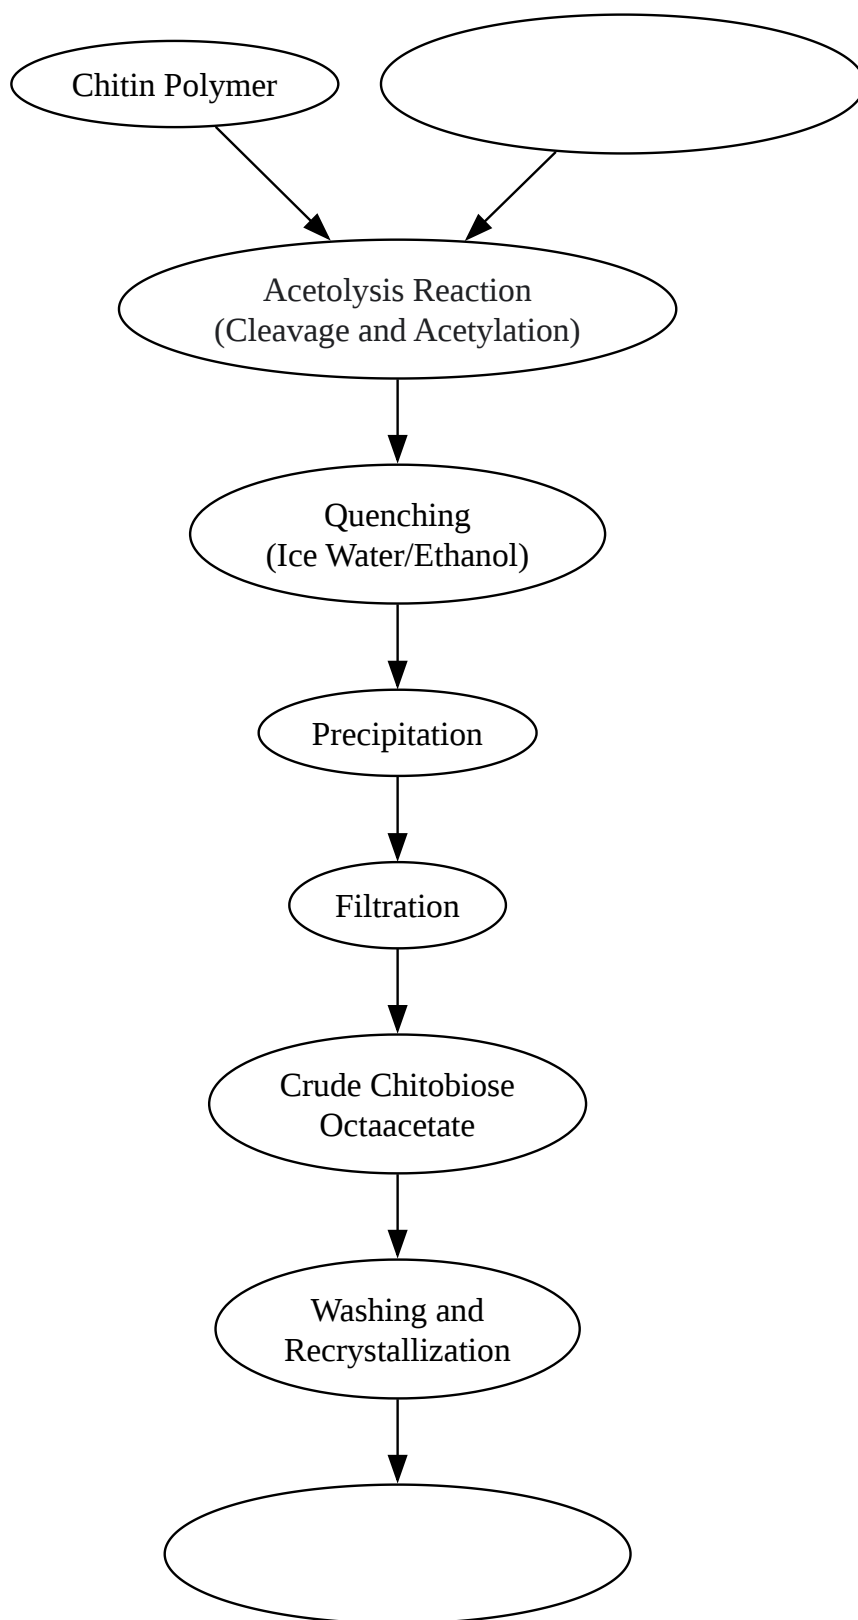 Chitin Polymer
Acetolysis Reaction
(Cleavage and Acetylation)
Quenching
(Ice Water/Ethanol)
Precipitation
Filtration
Crude Chitobiose
Octaacetate
Washing and
Recrystallization